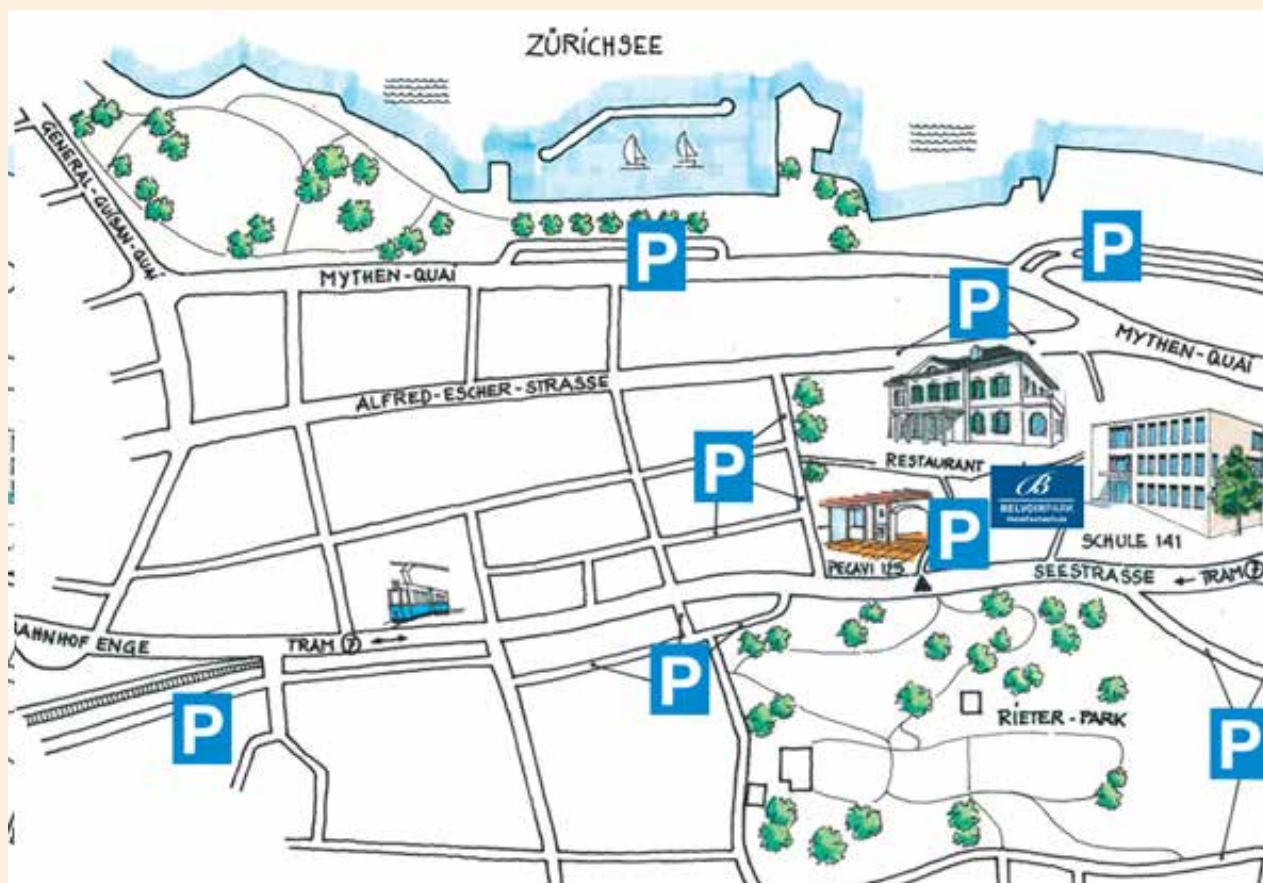 ZÜRICHSEE
GENERAL-GUISAN-QUAI
MYTHEN-QUAI
P
P
P
MYTHEN-QUAI
ALFRED-ESCHER-STRASSE
P
RESTAURANT
B
BELVOIRPARK
P
SCHULE 141
PECAVI 125
SEESTRASSE ← TRAM 7
BAHNHOF ENGE
TRAM 7 ↔
P
P
RIETER-PARK
P